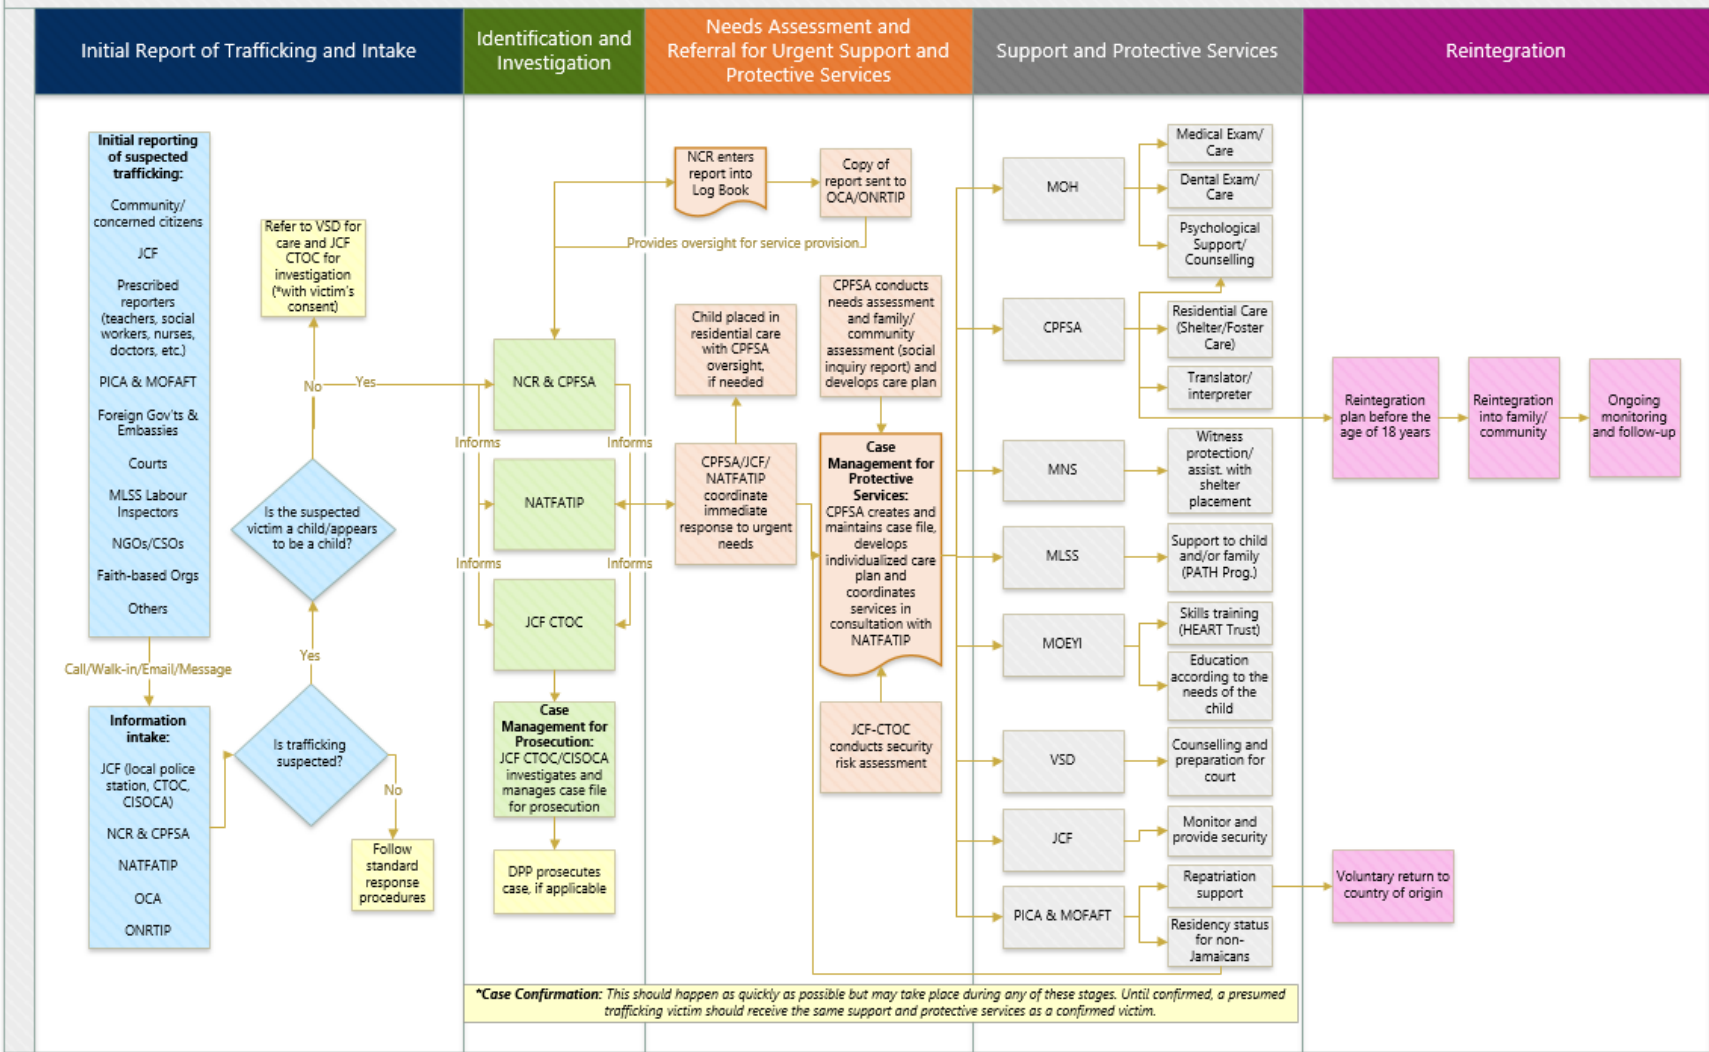 Initial Report of Trafficking and Intake
Identification and
Investigation
Needs Assessment and
Referral for Urgent Support and
Protective Services
Support and Protective Services
Reintegration
Initial reporting
of suspected
trafficking:
Community/
concerned citizens
JCF
Prescribed
reporters
(teachers, social
workers, nurses,
doctors, etc.)
PICA & MOFAFT
Foreign Gov'ts &
Embassies
Courts
MLSS Labour
Inspectors
NGOs/CSOs
Faith-based Orgs
Others
Call/Walk-in/Email/Message
Information
intake:
JCF (local police
station, CTOC,
CISOCA)
NCR & CPFSA
NATFATIP
OCA
ONRTIP
Refer to VSD for
care and JCF
CTOC for
investigation
(*with victim's
consent)
No
Yes
Is the suspected
victim a child/appears
to be a child?
Yes
Is trafficking
suspected?
No
Follow
standard
response
procedures
NCR & CPFSA
Informs
Informs
NATFATIP
Informs
Informs
JCF CTOC
Case
Management for
Prosecution:
JCF CTOC/CISOCA
investigates and
manages case file
for prosecution
DPP prosecutes
case, if applicable
NCR enters
report into
Log Book
Copy of
report sent to
OCA/ONRTIP
Provides oversight for service provision
Child placed in
residential care
with CPFSA
oversight,
if needed
CPFSA conducts
needs assessment
and family/
community
assessment (social
inquiry report) and
develops care plan
CPFSA/JCF/
NATFATIP
coordinate
immediate
response to urgent
needs
Case
Management for
Protective
Services:
CPFSA creates and
maintains case file,
develops
individualized care
plan and
coordinates
services in
consultation with
NATFATIP
JCF-CTOC
conducts security
risk assessment
MOH
Medical Exam/
Care
Dental Exam/
Care
Psychological
Support/
Counselling
CPFSA
Residential Care
(Shelter/Foster
Care)
Translator/
interpreter
MNS
Witness
protection/
assist. with
shelter
placement
MLSS
Support to child
and/or family
(PATH Prog.)
MOEYI
Skills training
(HEART Trust)
Education
according to the
needs of the
child
VSD
Counselling and
preparation for
court
JCF
Monitor and
provide security
PICA & MOFAFT
Repatriation
support
Residency status
for non-
Jamaicans
Reintegration
plan before the
age of 18 years
Reintegration
into family/
community
Ongoing
monitoring
and follow-up
Voluntary return to
country of origin
*Case Confirmation: This should happen as quickly as possible but may take place during any of these stages. Until confirmed, a presumed
trafficking victim should receive the same support and protective services as a confirmed victim.